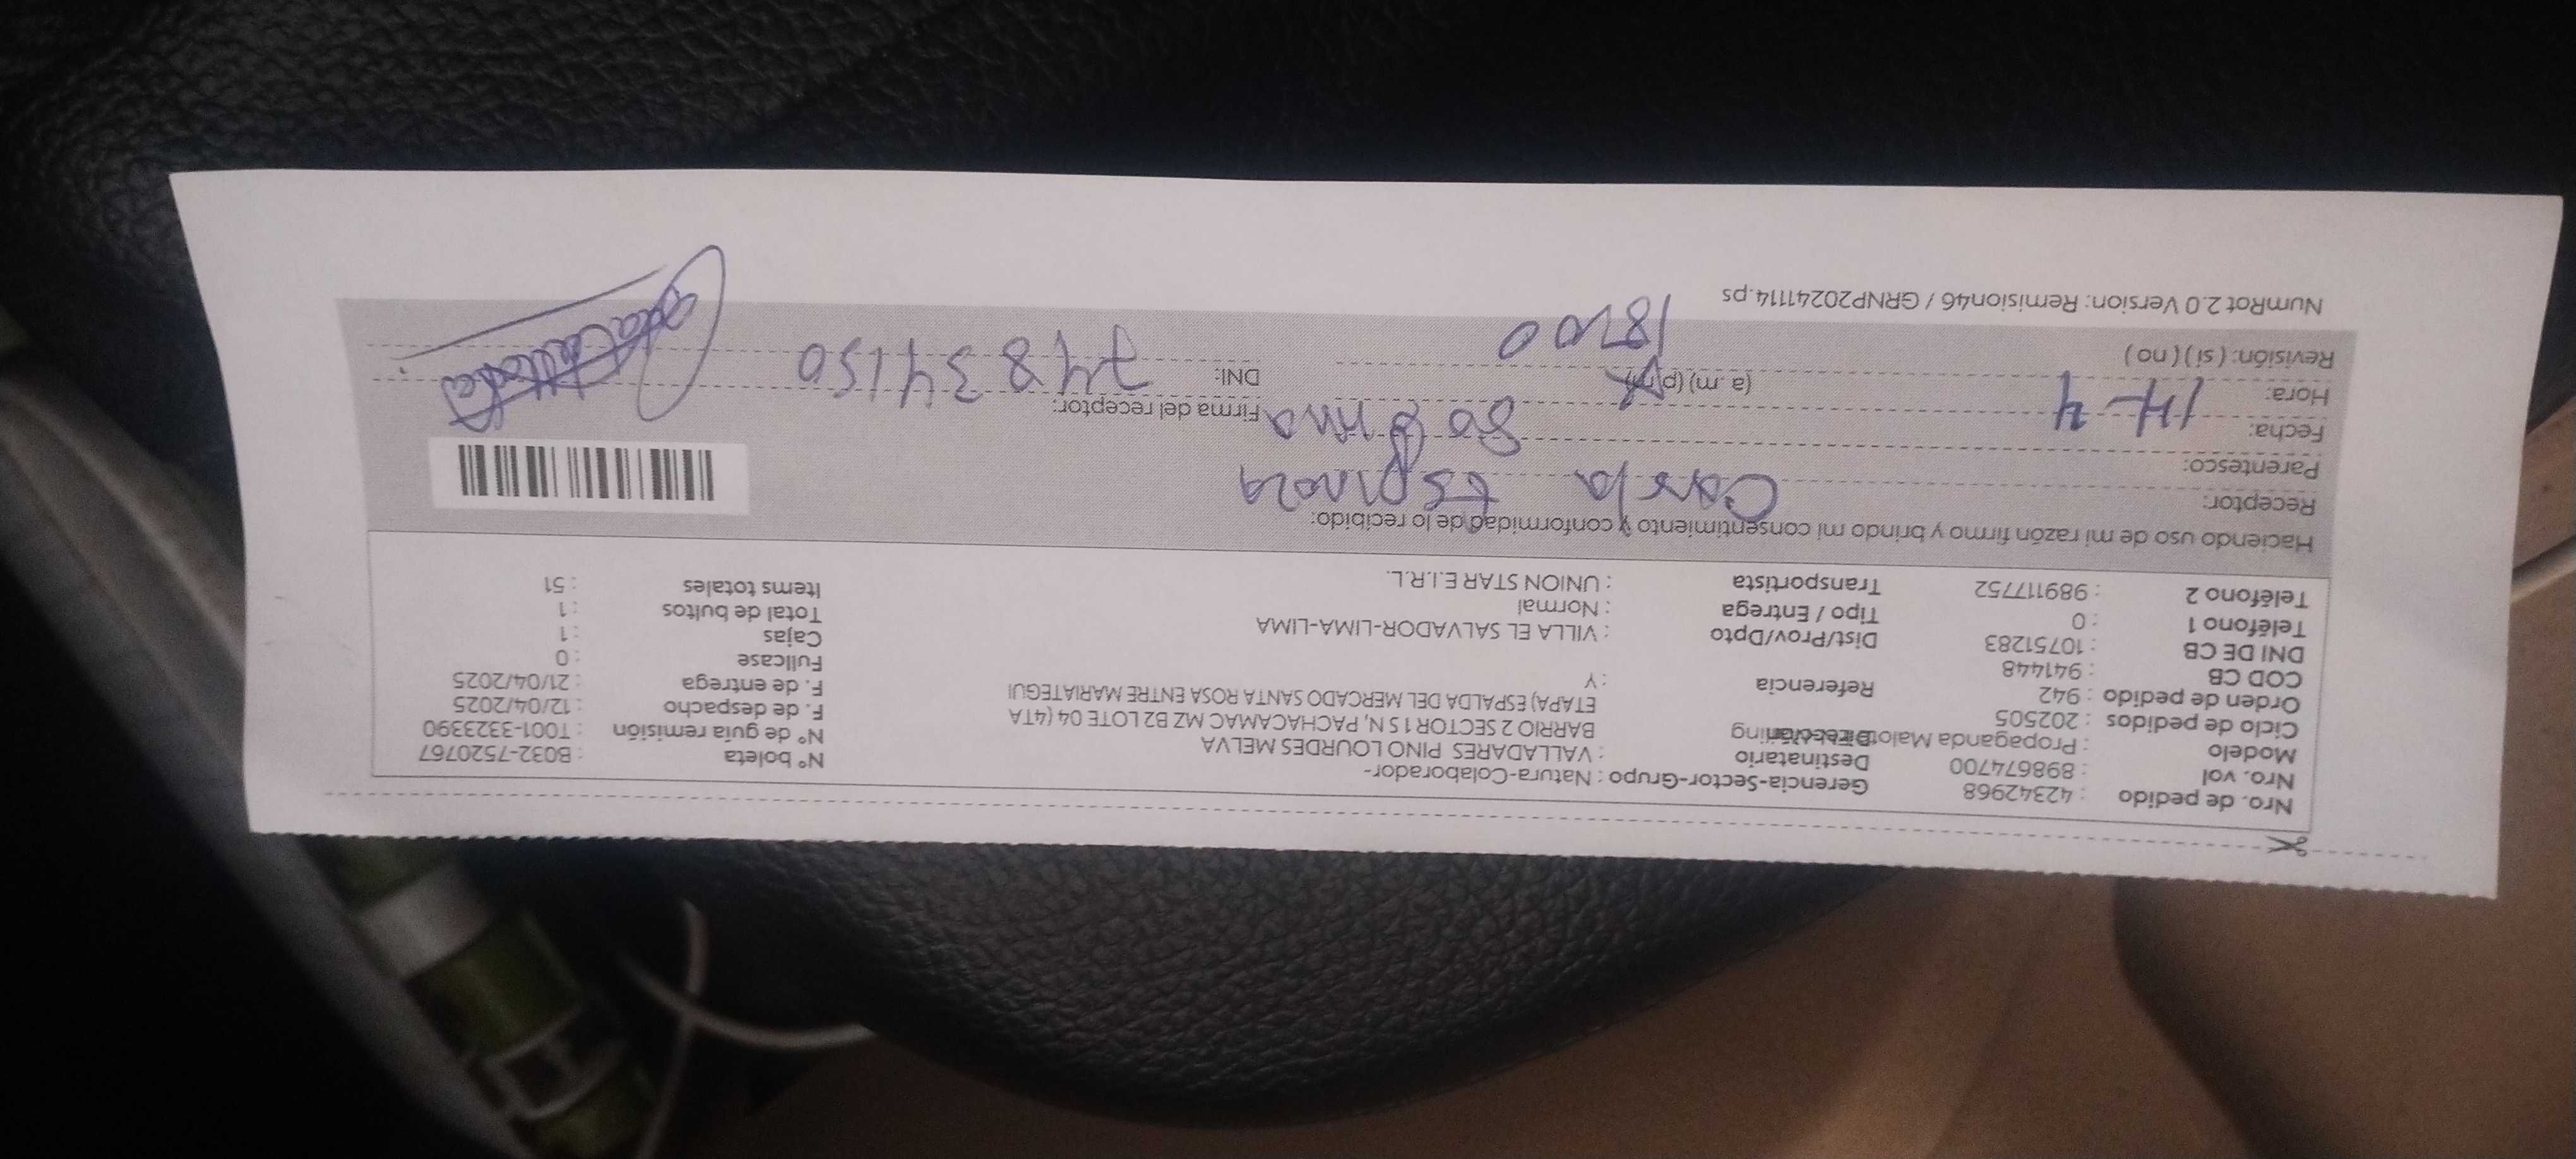 Nro. de pedido : 42342968 Gerencia-Sector-Grupo : Natura-Colaborador- Nº boleta : B032-7520767
Nro. vol : 898674700 Destinatario : VALLADARES PINO LOURDES MELVA Nº de guía remisión : T001-3323390
Modelo : Propaganda Dirección : BARRIO 2 SECTOR 1 S N, PACHACAMAC MZ B2 LOTE 04 (4TA F. de despacho : 12/04/2025
Ciclo de pedidos : 202505 ETAPA) ESPALDA DEL MERCADO SANTA ROSA ENTRE MARIATEGUI F. de entrega : 21/04/2025
Orden de pedido : 942 Referencia : Y Fullcase : 0
COD CB : 941448 Dist/Prov/Dpto : VILLA EL SALVADOR-LIMA-LIMA Cajas : 1
DNI DE CB : 10751283 Tipo / Entrega : Normal Total de bultos : 1
Teléfono 1 : 0 Transportista : UNION STAR E.I.R.L. Items totales : 51
Teléfono 2 : 989117752
Haciendo uso de mi razón firmo y brindo mi consentimiento y conformidad de lo recibido:
Receptor: Carla Espinoza
Parentesco: Sobrina
Fecha: 14-4 Firma del receptor:
Hora: (a .m) (p.m) DNI: 74834150
Revisión: ( si ) ( no ) 18:00
NumRot 2.0 Version: Remision46 / GRNP20241114.ps